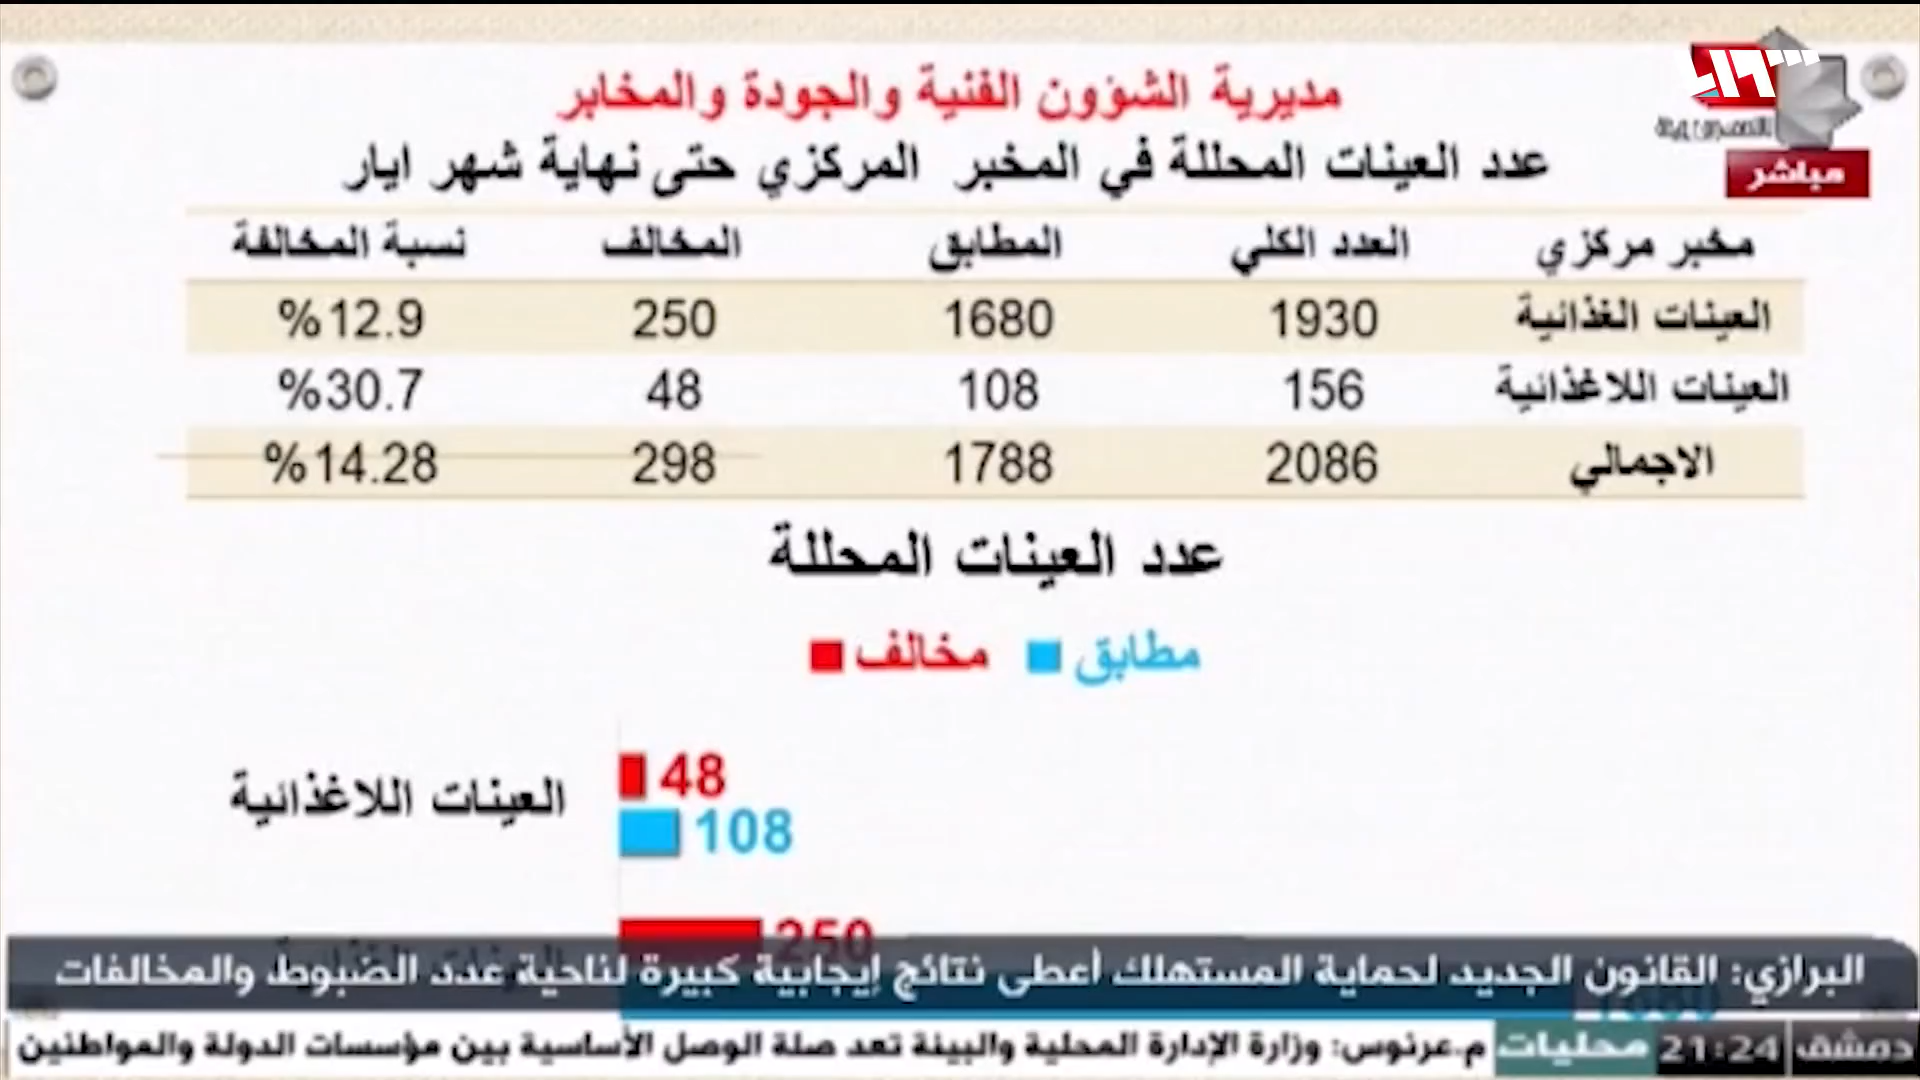 مديرية الشؤون الفنية والجودة والمخابر
عدد العينات المحللة في المخبر المركزي حتى نهاية شهر ايار
مباشر
مخبر مركزي العدد الكلي المطابق المخالف نسبة المخالفة
العينات الغذائية 1930 1680 250 %12.9
العينات اللاغذائية 156 108 48 %30.7
الاجمالي 2086 1788 298 %14.28
عدد العينات المحللة
مطابق مخالف
48
العينات اللاغذائية
108
250
البرازي: القانون الجديد لحماية المستهلك أعطى نتائج إيجابية كبيرة لناحية عدد الضبوط والمخالفات
دمشق 21:24 محليات م.عرنوس: وزارة الإدارة المحلية والبيئة تعد صلة الوصل الأساسية بين مؤسسات الدولة والمواطنين